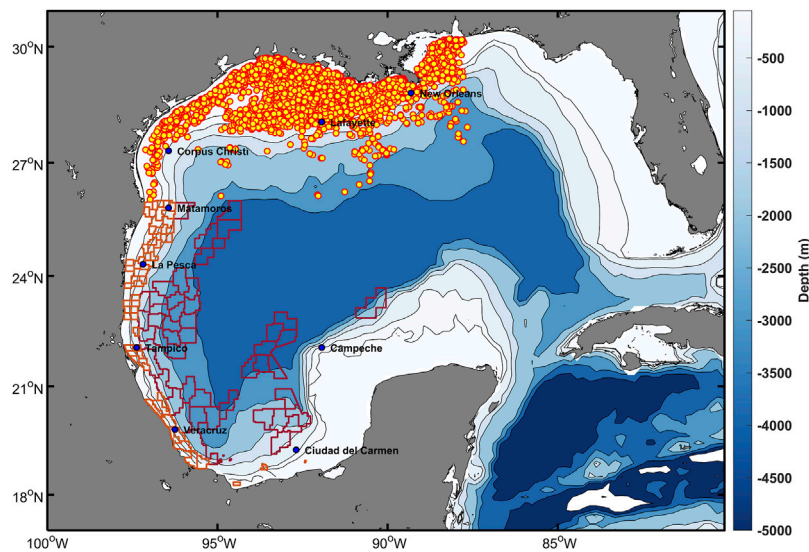 30°N
27°N
24°N
21°N
18°N
100°W
95°W
90°W
85°W
New Orleans
Lafayette
Corpus Christi
Matamoros
La Pesca
Tampico
Campeche
Veracruz
Ciudad del Carmen
-500
-1000
-1500
-2000
-2500
-3000
-3500
-4000
-4500
-5000
Depth (m)